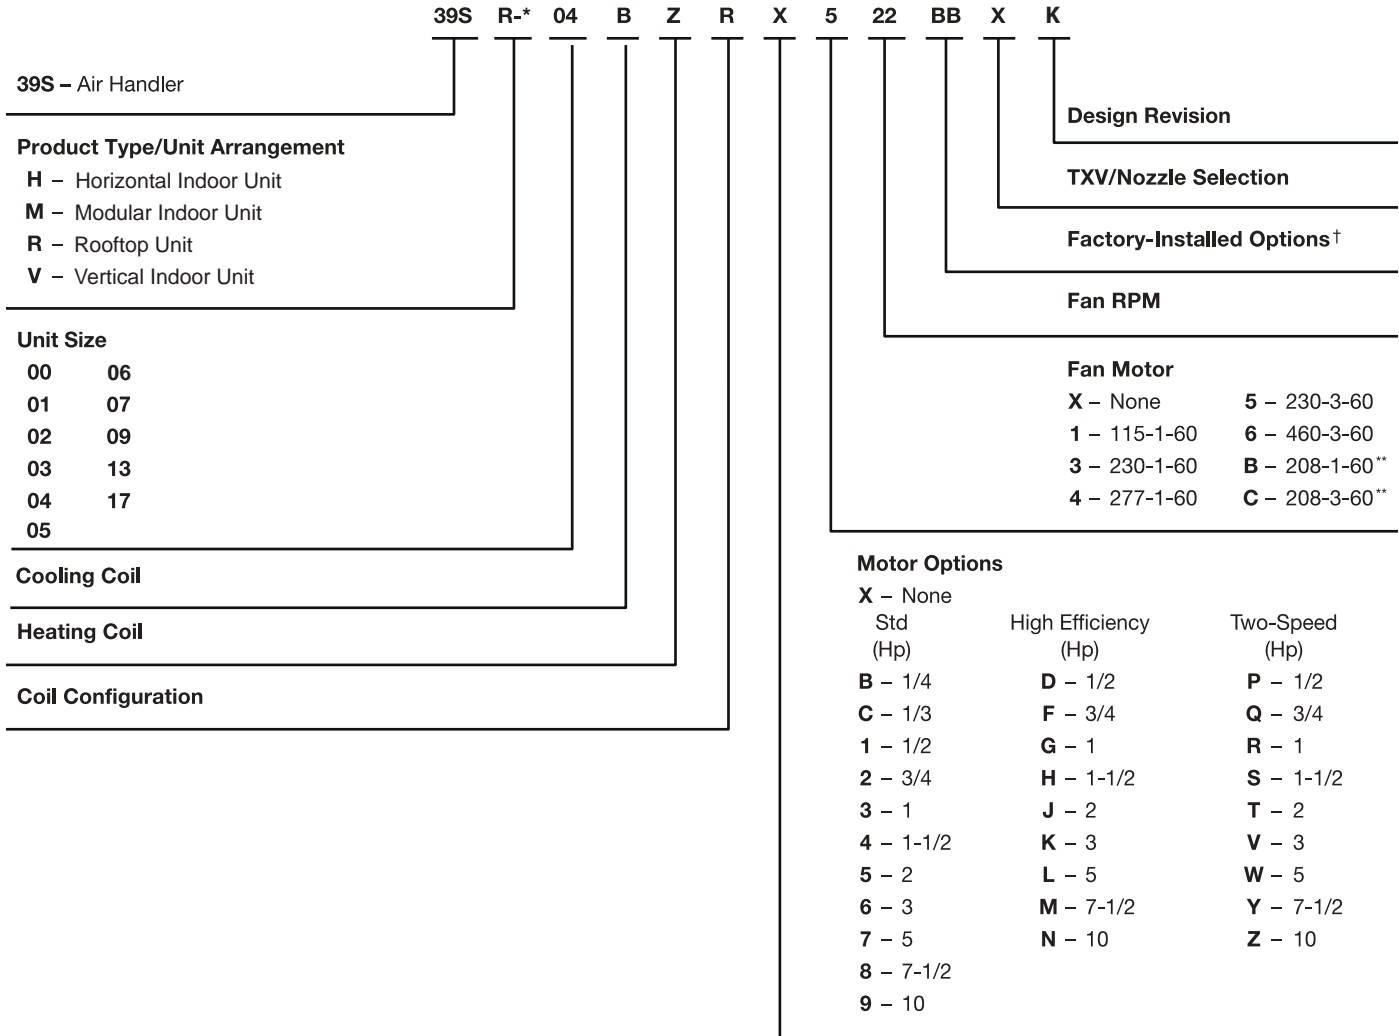 39S R-* 04 B Z R X 5 22 BB X K
39S – Air Handler
Product Type/Unit Arrangement
H – Horizontal Indoor Unit
M – Modular Indoor Unit
R – Rooftop Unit
V – Vertical Indoor Unit
Unit Size
00 06
01 07
02 09
03 13
04 17
05
Cooling Coil
Heating Coil
Coil Configuration
Design Revision
TXV/Nozzle Selection
Factory-Installed Options†
Fan RPM
Fan Motor
X – None 5 – 230-3-60
1 – 115-1-60 6 – 460-3-60
3 – 230-1-60 B – 208-1-60**
4 – 277-1-60 C – 208-3-60**
Motor Options
X – None
Std High Efficiency Two-Speed
(Hp) (Hp) (Hp)
B – 1/4 D – 1/2 P – 1/2
C – 1/3 F – 3/4 Q – 3/4
1 – 1/2 G – 1 R – 1
2 – 3/4 H – 1-1/2 S – 1-1/2
3 – 1 J – 2 T – 2
4 – 1-1/2 K – 3 V – 3
5 – 2 L – 5 W – 5
6 – 3 M – 7-1/2 Y – 7-1/2
7 – 5 N – 10 Z – 10
8 – 7-1/2
9 – 10